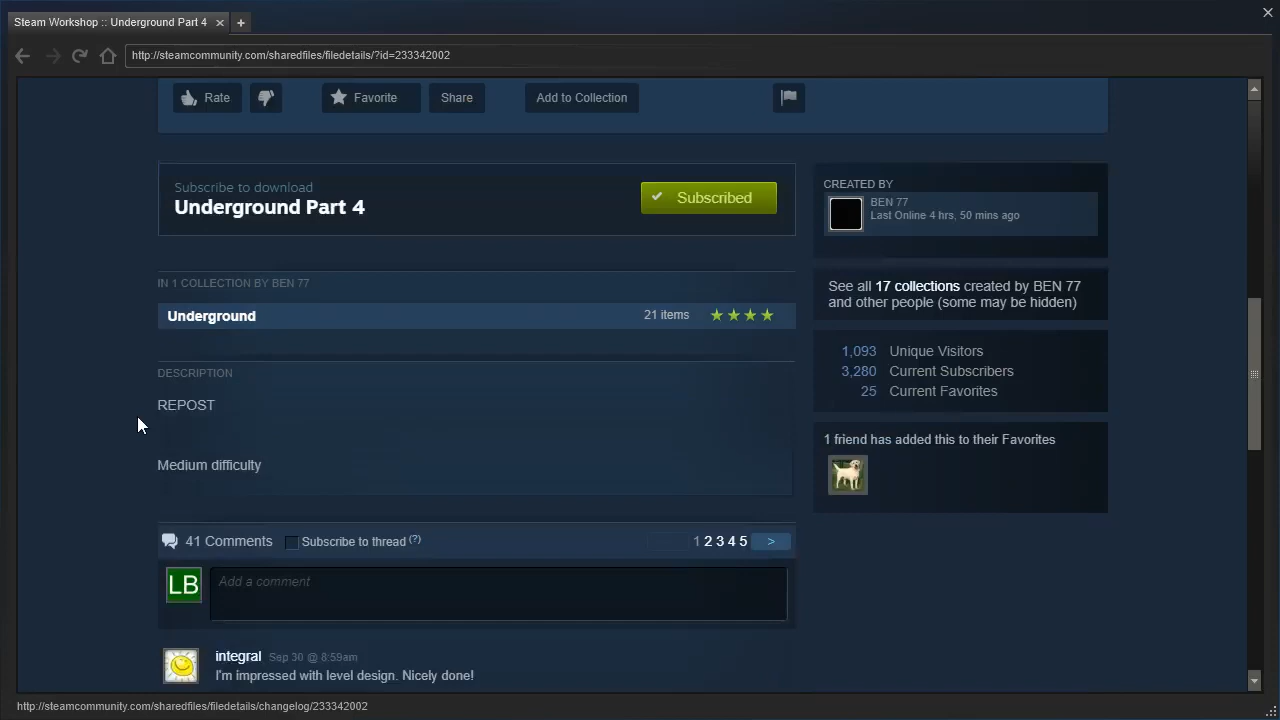 Steam Workshop :: Underground Part 4
http://steamcommunity.com/sharedfiles/filedetails/?id=233342002
Rate
Favorite
Share
Add to Collection
Subscribe to download
Underground Part 4
Subscribed
CREATED BY
BEN 77
Last Online 4 hrs, 50 mins ago
IN 1 COLLECTION BY BEN 77
Underground
21 items
See all 17 collections created by BEN 77
and other people (some may be hidden)
1,093 Unique Visitors
3,280 Current Subscribers
25 Current Favorites
DESCRIPTION
REPOST
Medium difficulty
1 friend has added this to their Favorites
41 Comments
Subscribe to thread (?)
1 2 3 4 5 >
LB
Add a comment
integral Sep 30 @ 8:59am
I'm impressed with level design. Nicely done!
http://steamcommunity.com/sharedfiles/filedetails/changelog/233342002